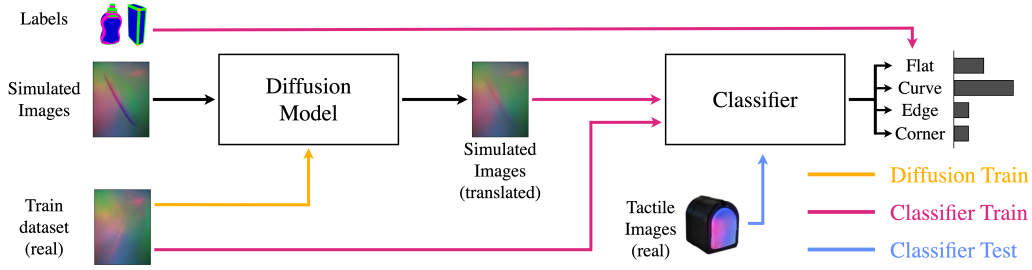 Labels
Simulated
Images
Diffusion
Model
Simulated
Images
(translated)
Classifier
Flat
Curve
Edge
Corner
Train
dataset
(real)
Tactile
Images
(real)
Diffusion Train
Classifier Train
Classifier Test